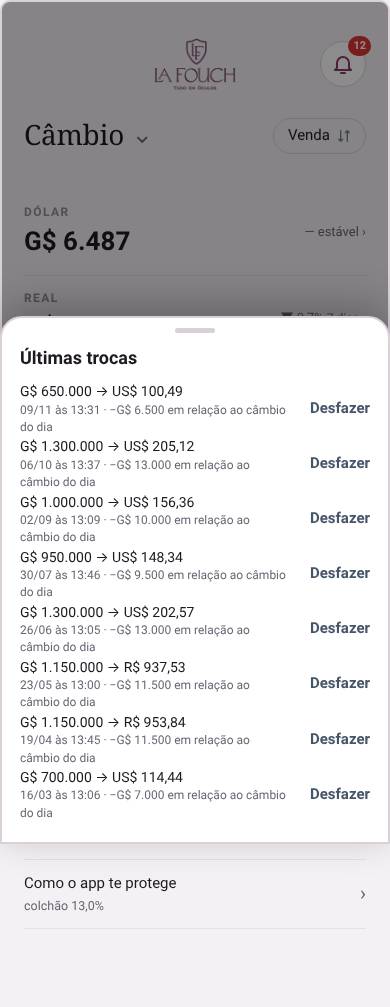 12
LF
LA FOUCH
Tudo em Óculos
Câmbio
Venda
DÓLAR
G$ 6.487
— estável ›
REAL
Últimas trocas
G$ 650.000 → US$ 100,49
09/11 às 13:31 · −G$ 6.500 em relação ao câmbio
do dia
Desfazer
G$ 1.300.000 → US$ 205,12
06/10 às 13:37 · −G$ 13.000 em relação ao
câmbio do dia
Desfazer
G$ 1.000.000 → US$ 156,36
02/09 às 13:09 · −G$ 10.000 em relação ao
câmbio do dia
Desfazer
G$ 950.000 → US$ 148,34
30/07 às 13:46 · −G$ 9.500 em relação ao câmbio
do dia
Desfazer
G$ 1.300.000 → US$ 202,57
26/06 às 13:05 · −G$ 13.000 em relação ao
câmbio do dia
Desfazer
G$ 1.150.000 → R$ 937,53
23/05 às 13:00 · −G$ 11.500 em relação ao
câmbio do dia
Desfazer
G$ 1.150.000 → R$ 953,84
19/04 às 13:45 · −G$ 11.500 em relação ao
câmbio do dia
Desfazer
G$ 700.000 → US$ 114,44
16/03 às 13:06 · −G$ 7.000 em relação ao câmbio
do dia
Desfazer
Como o app te protege
colchão 13,0%
›